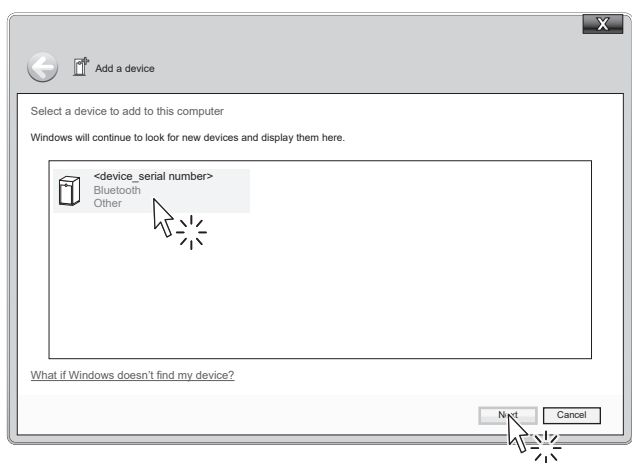 X
Add a device
Select a device to add to this computer
Windows will continue to look for new devices and display them here.
<device_serial number>
Bluetooth
Other
What if Windows doesn't find my device?
Next Cancel